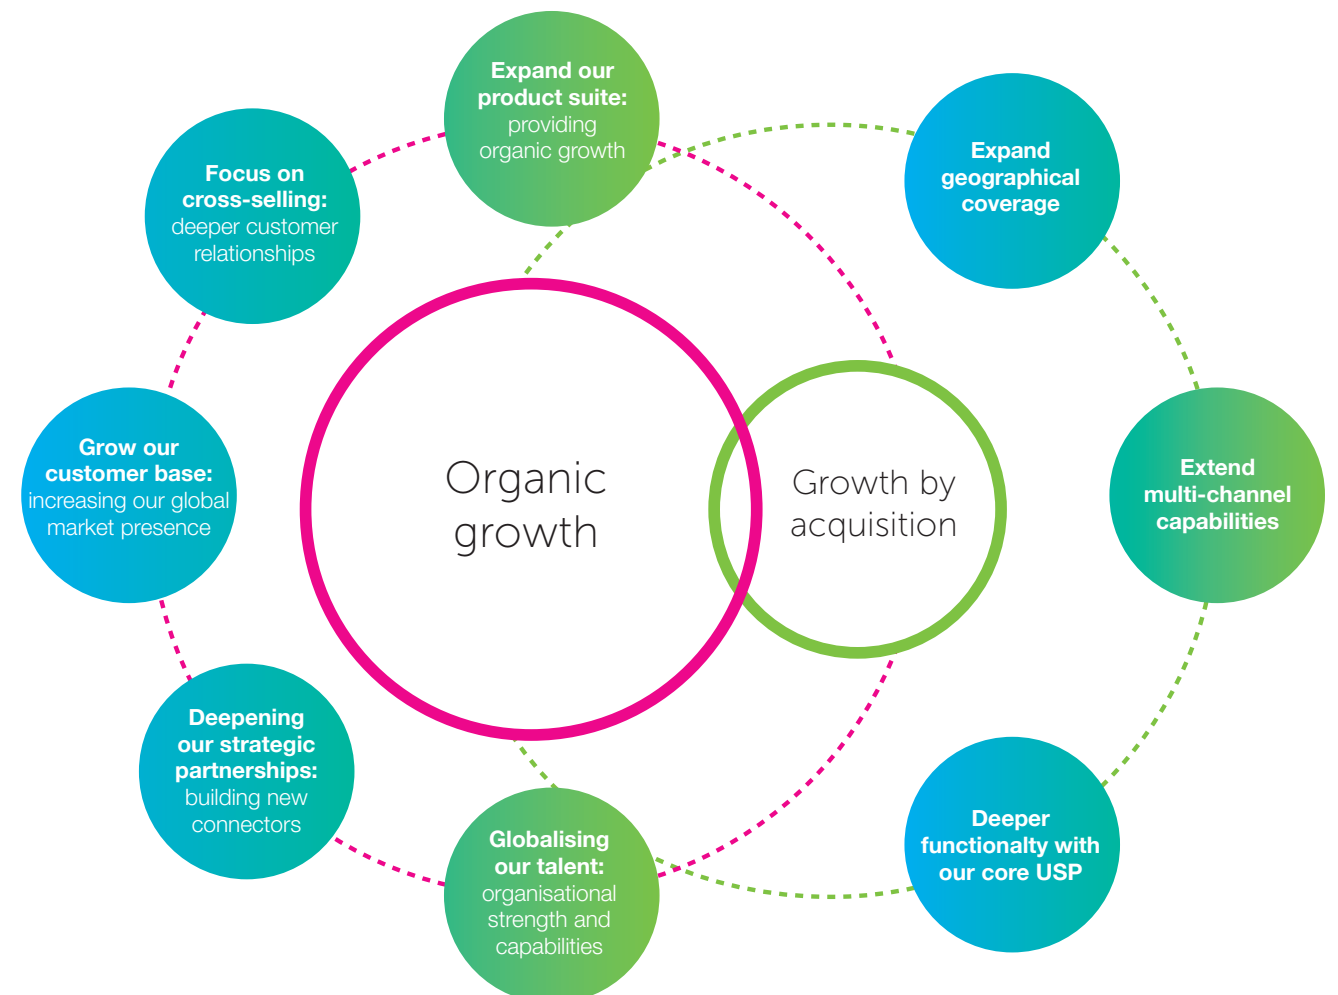 Expand our
product suite:
providing
organic growth
Expand
geographical
coverage
Focus on
cross-selling:
deeper customer
relationships
Grow our
customer base:
increasing our global
market presence
Organic
growth
Growth by
acquisition
Extend
multi-channel
capabilities
Deepening
our strategic
partnerships:
building new
connectors
Globalising
our talent:
organisational
strength and
capabilities
Deeper
functionalty with
our core USP